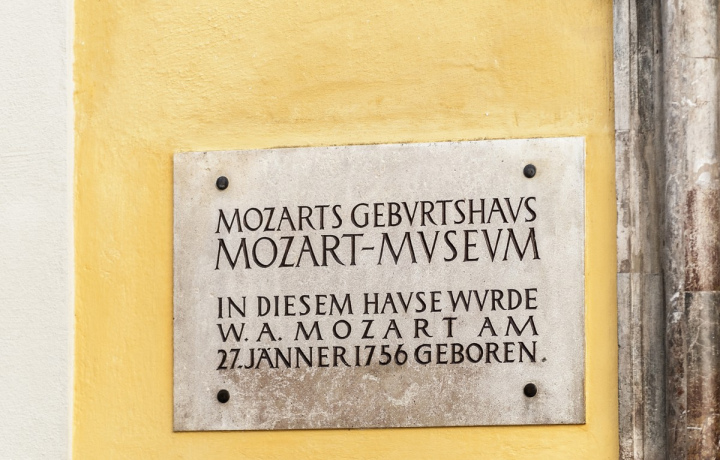 MOZARTS GEBVRTSHAVS
MOZART-MVSEVM
IN DIESEM HAVSE WVRDE
W. A. MOZART AM
27. JÄNNER 1756 GEBOREN.